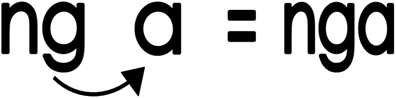 ng a = nga